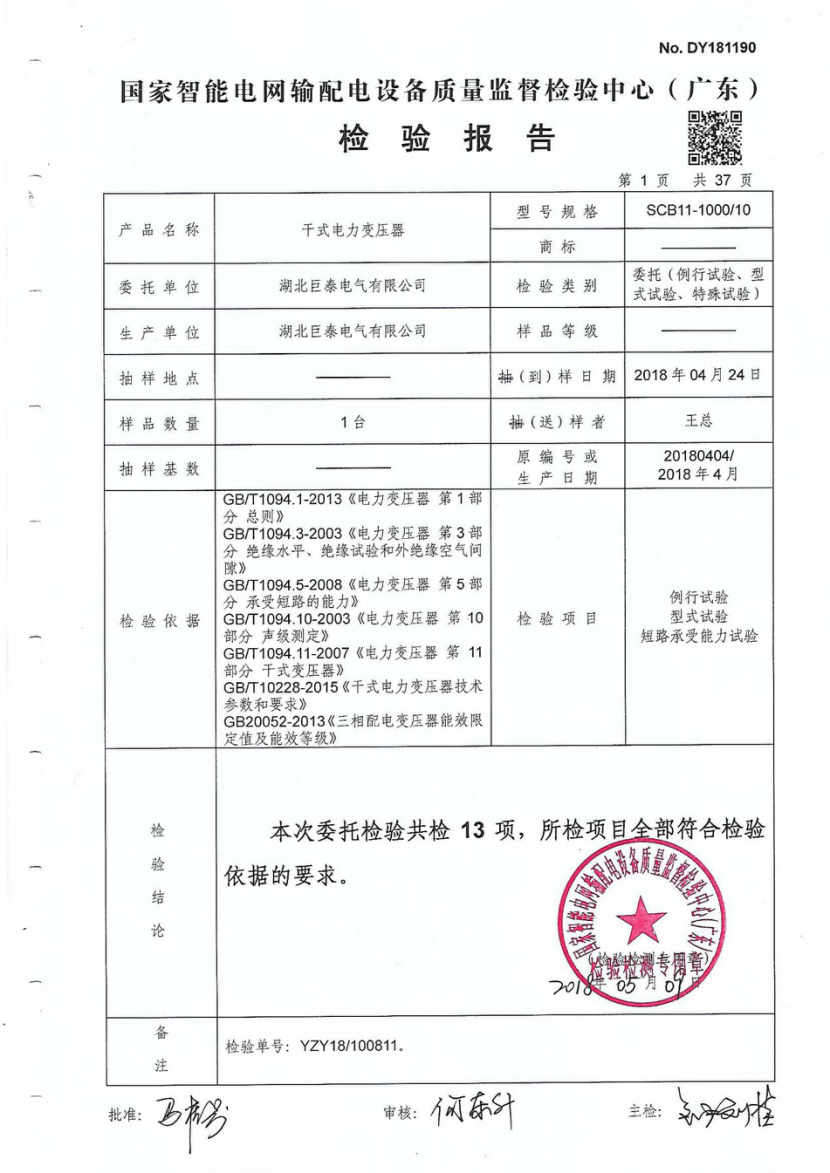 No. DY181190
国家智能电网输配电设备质量监督检验中心（广东）
检 验 报 告
第 1 页 共 37 页
产 品 名 称
干式电力变压器
型 号 规 格
SCB11-1000/10
商 标
———
委 托 单 位
湖北巨泰电气有限公司
检 验 类 别
委托（例行试验、型
式试验、特殊试验）
生 产 单 位
湖北巨泰电气有限公司
样 品 等 级
———
抽 样 地 点
———
抽（到）样 日 期
2018 年 04 月 24 日
样 品 数 量
1 台
抽（送）样 者
王总
抽 样 基 数
———
原 编 号 或
生 产 日 期
20180404/
2018 年 4 月
检 验 依 据
GB/T1094.1-2013《电力变压器 第 1 部
分 总则》
GB/T1094.3-2003《电力变压器 第 3 部
分 绝缘水平、绝缘试验和外绝缘空气间
隙》
GB/T1094.5-2008《电力变压器 第 5 部
分 承受短路的能力》
GB/T1094.10-2003《电力变压器 第 10
部分 声级测定》
GB/T1094.11-2007《电力变压器 第 11
部分 干式变压器》
GB/T10228-2015《干式电力变压器技术
参数和要求》
GB20052-2013《三相配电变压器能效限
定值及能效等级》
检 验 项 目
例行试验
型式试验
短路承受能力试验
检
验
结
论
本次委托检验共检 13 项，所检项目全部符合检验
依据的要求。
国家智能电网输配电设备质量监督检验中心(广东)
检验检测专用章
2018年 05 月 09 日
备
注
检验单号：YZY18/100811。
批准：
审核：何东升
主检：